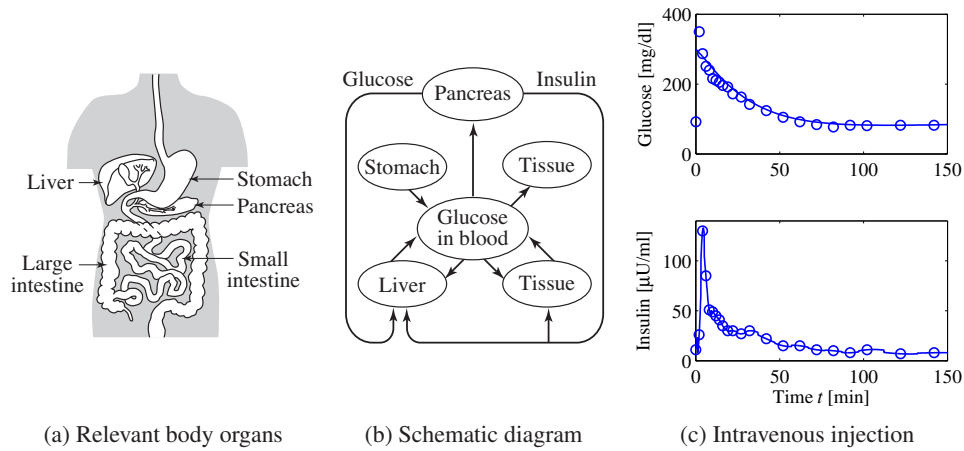 Liver
Stomach
Pancreas
Large
intestine
Small
intestine
(a) Relevant body organs
Glucose
Insulin
Pancreas
Stomach
Tissue
Glucose
in blood
Liver
Tissue
(b) Schematic diagram
400
200
0
0
50
100
150
Glucose [mg/dl]
100
50
0
0
50
100
150
Insulin [µU/ml]
Time t [min]
(c) Intravenous injection